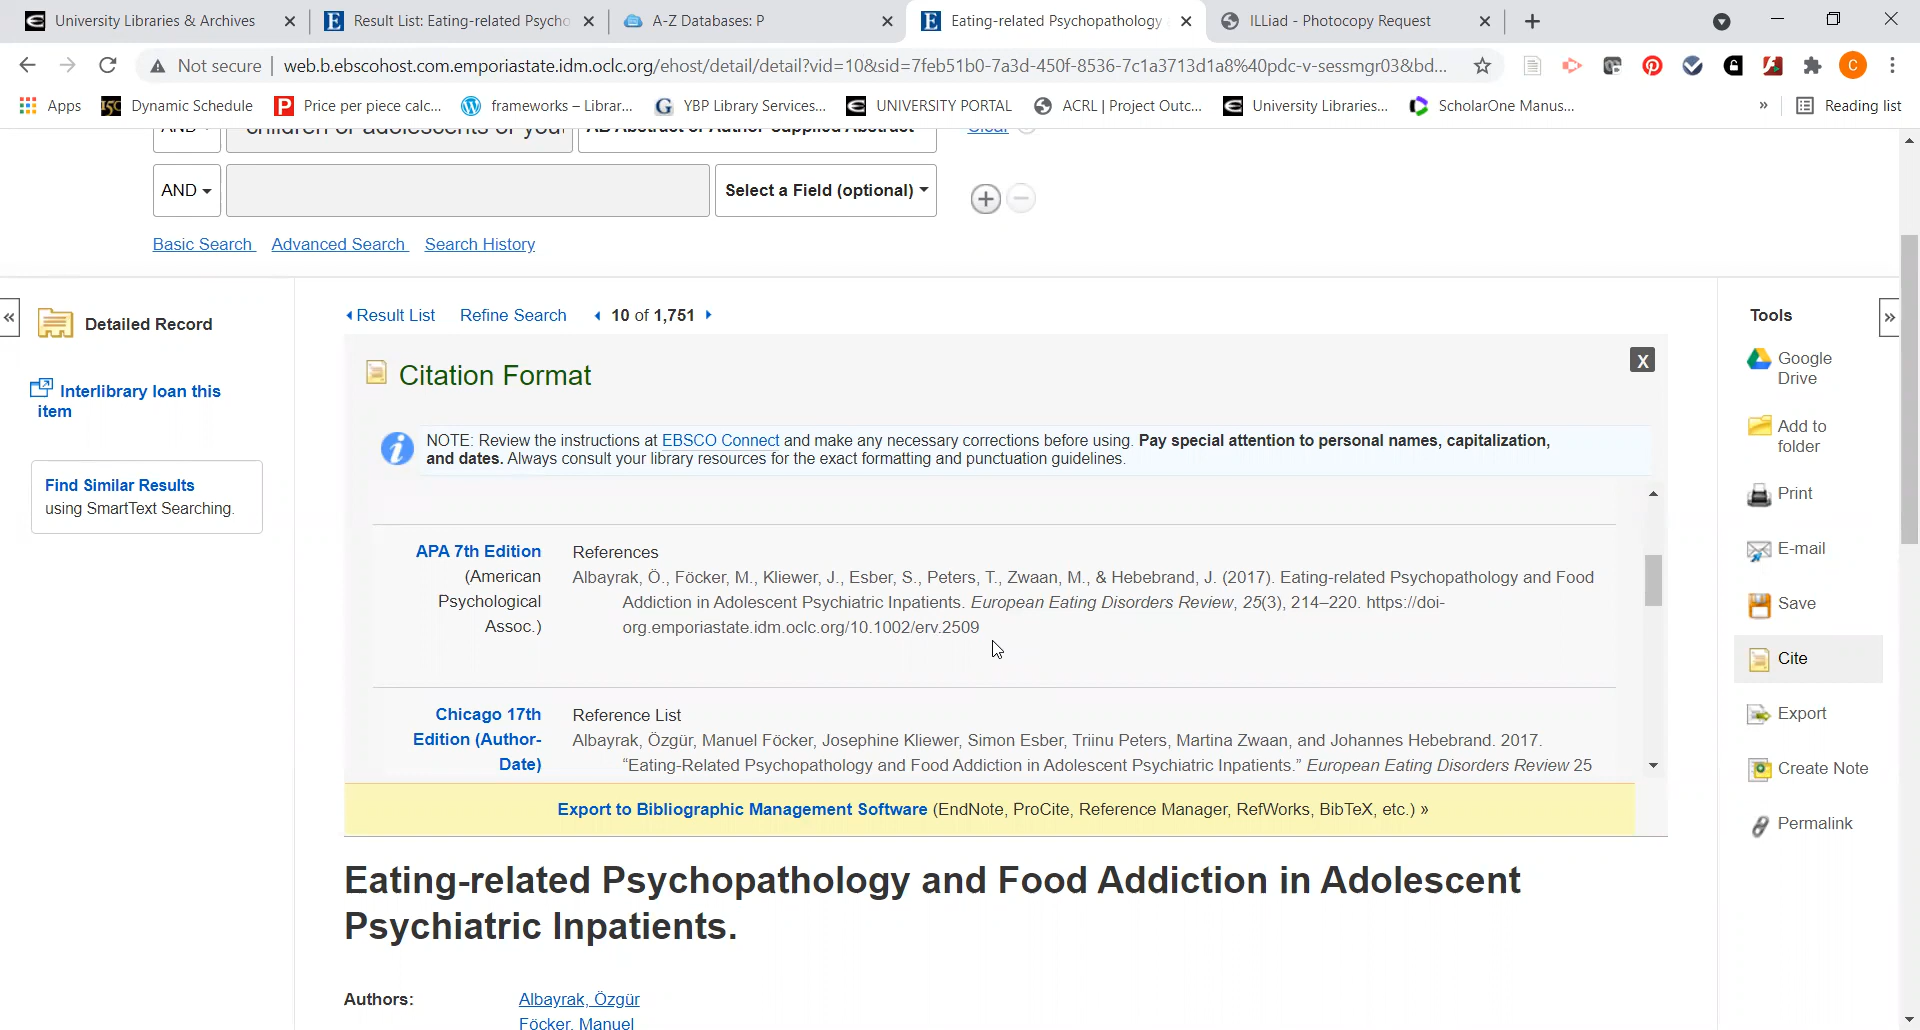 University Libraries & Archives
Result List: Eating-related Psycho
A-Z Databases: P
Eating-related Psychopathology
ILLiad - Photocopy Request
Not secure
web.b.ebscohost.com.emporiastate.idm.oclc.org/ehost/detail/detail?vid=10&sid=7feb51b0-7a3d-450f-8536-7c1a3713d1a8%40pdc-v-sessmgr03&bd...
C
Apps
Dynamic Schedule
Price per piece calc...
frameworks – Librar...
YBP Library Services...
UNIVERSITY PORTAL
ACRL | Project Outc...
University Libraries...
ScholarOne Manus...
»
Reading list
AND
children or adolescents or your
AB Abstract or Author-Supplied Abstract
Clear
AND
Select a Field (optional)
Basic Search
Advanced Search
Search History
«
Detailed Record
Interlibrary loan this
item
Find Similar Results
using SmartText Searching.
Result List
Refine Search
10 of 1,751
Citation Format
X
NOTE: Review the instructions at EBSCO Connect and make any necessary corrections before using. Pay special attention to personal names, capitalization,
and dates. Always consult your library resources for the exact formatting and punctuation guidelines.
APA 7th Edition
(American
Psychological
Assoc.)
References
Albayrak, Ö., Föcker, M., Kliewer, J., Esber, S., Peters, T., Zwaan, M., & Hebebrand, J. (2017). Eating-related Psychopathology and Food
Addiction in Adolescent Psychiatric Inpatients. European Eating Disorders Review, 25(3), 214–220. https://doi-
org.emporiastate.idm.oclc.org/10.1002/erv.2509
Chicago 17th
Edition (Author-
Date)
Reference List
Albayrak, Özgür, Manuel Föcker, Josephine Kliewer, Simon Esber, Triinu Peters, Martina Zwaan, and Johannes Hebebrand. 2017.
“Eating-Related Psychopathology and Food Addiction in Adolescent Psychiatric Inpatients.” European Eating Disorders Review 25
Export to Bibliographic Management Software (EndNote, ProCite, Reference Manager, RefWorks, BibTeX, etc.) »
Eating-related Psychopathology and Food Addiction in Adolescent
Psychiatric Inpatients.
Authors:
Albayrak, Özgür
Föcker, Manuel
Tools
»
Google
Drive
Add to
folder
Print
E-mail
Save
Cite
Export
Create Note
Permalink